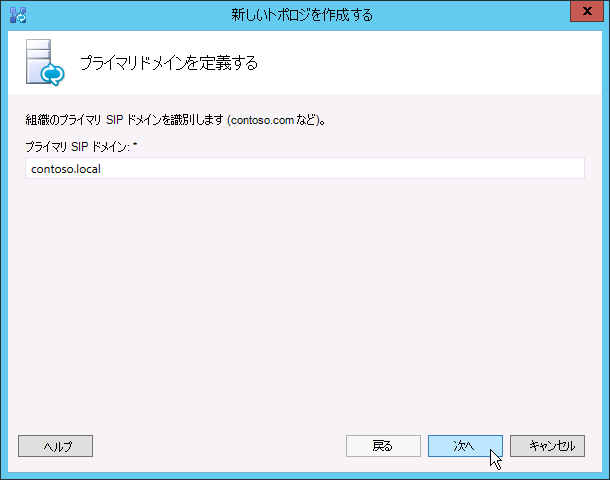 新しいトポロジを作成する
x
プライマリドメインを定義する
組織のプライマリ SIP ドメインを識別します (contoso.comなど)。
プライマリ SIP ドメイン: *
contoso.local
ヘルプ
戻る
次へ
キャンセル